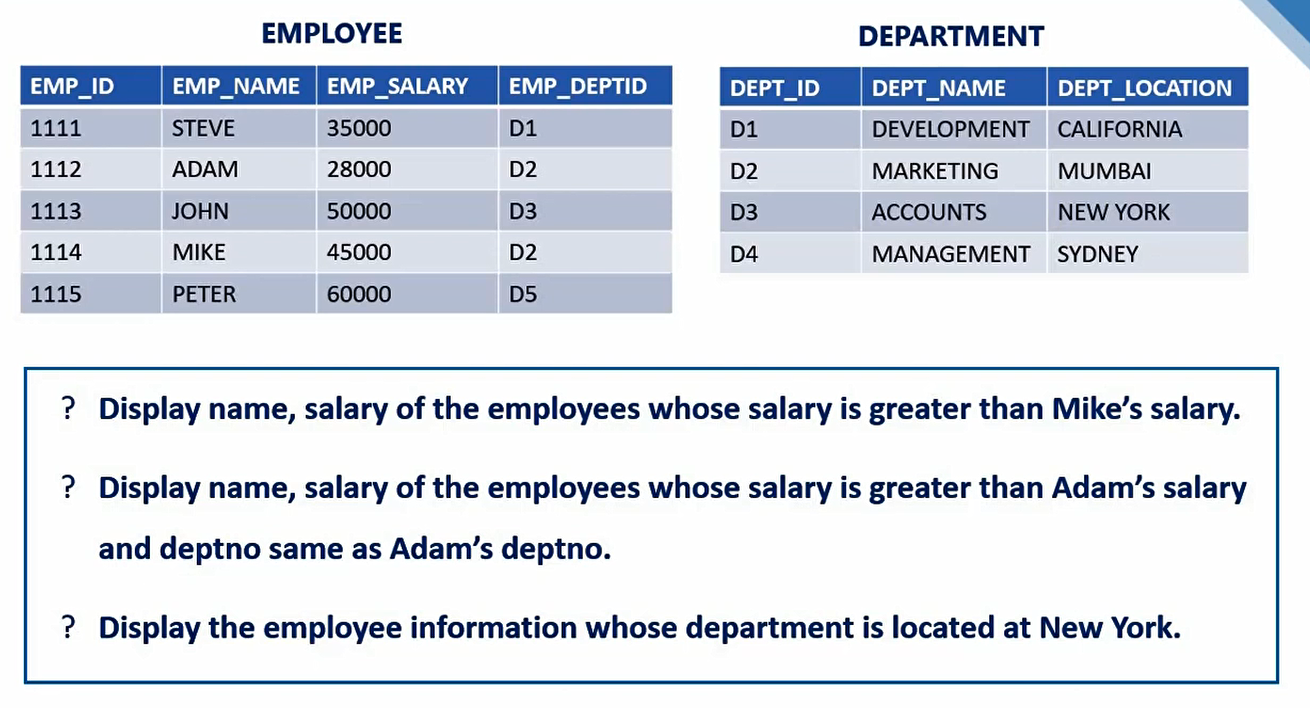 EMPLOYEE
EMP_ID EMP_NAME EMP_SALARY EMP_DEPTID
1111 STEVE 35000 D1
1112 ADAM 28000 D2
1113 JOHN 50000 D3
1114 MIKE 45000 D2
1115 PETER 60000 D5
DEPARTMENT
DEPT_ID DEPT_NAME DEPT_LOCATION
D1 DEVELOPMENT CALIFORNIA
D2 MARKETING MUMBAI
D3 ACCOUNTS NEW YORK
D4 MANAGEMENT SYDNEY
? Display name, salary of the employees whose salary is greater than Mike’s salary.
? Display name, salary of the employees whose salary is greater than Adam’s salary
and deptno same as Adam’s deptno.
? Display the employee information whose department is located at New York.